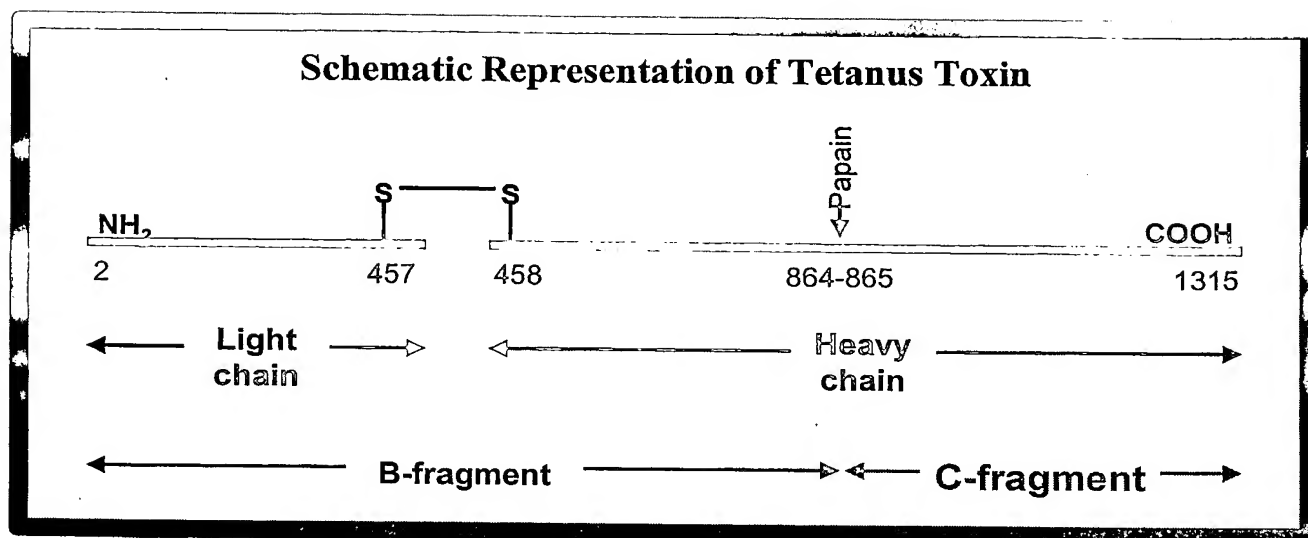 Schematic Representation of Tetanus Toxin
Papain
S S
NH₂ COOH
2 457 458 864-865 1315
Light chain
Heavy chain
B-fragment C-fragment